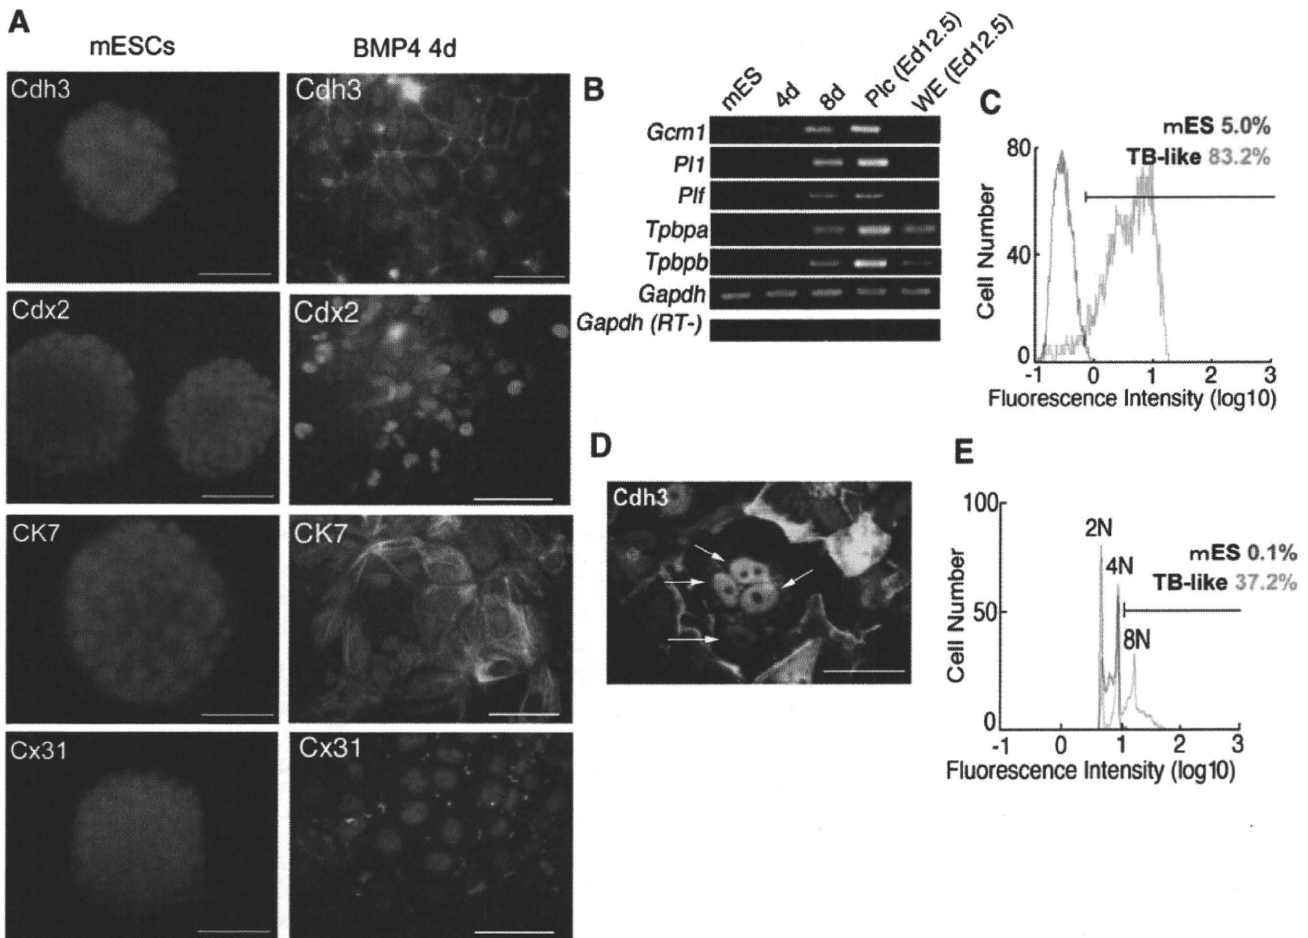 A
mESCs
BMP4 4d
Cdh3
Cdh3
Cdx2
Cdx2
CK7
CK7
Cx31
Cx31
B
mES
4d
8d
Plc (Ed12.5)
WE (Ed12.5)
Gcm1
Pl1
Plf
Tpbpa
Tpbpb
Gapdh
Gapdh (RT-)
C
mES 5.0%
TB-like 83.2%
80
40
0
Cell Number
-1 0 1 2 3
Fluorescence Intensity (log10)
D
Cdh3
E
100
50
0
Cell Number
2N
4N
8N
mES 0.1%
TB-like 37.2%
-1 0 1 2 3
Fluorescence Intensity (log10)